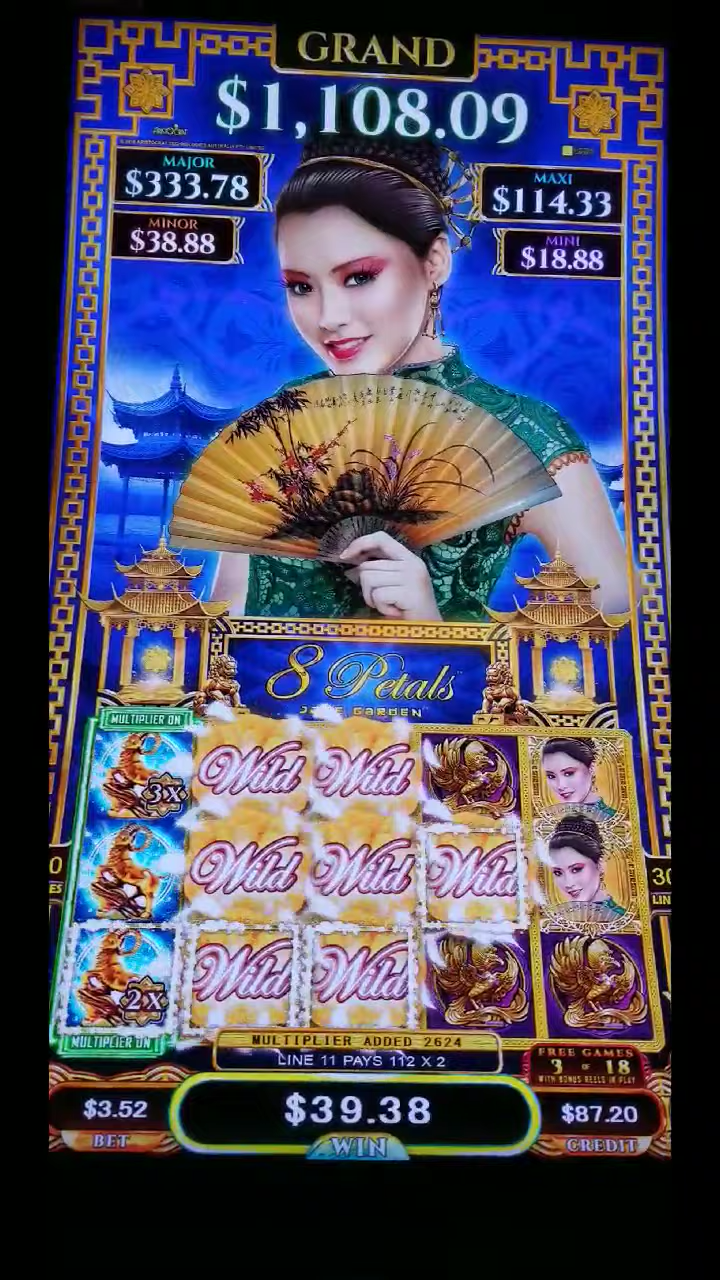 GRAND
$1,108.09
MAJOR
$333.78
MAXI
$114.33
MINOR
$38.88
MINI
$18.88
8 Petals
GARDEN
MULTIPLIER ON
3X
Wild
Wild
Wild
Wild
Wild
2X
Wild
Wild
MULTIPLIER ON
MULTIPLIER ADDED 2624
LINE 11 PAYS 112 X 2
FREE GAMES
3 OF 18
WITH BONUS REELS IN PLAY
$3.52
BET
$39.38
WIN
$87.20
CREDIT